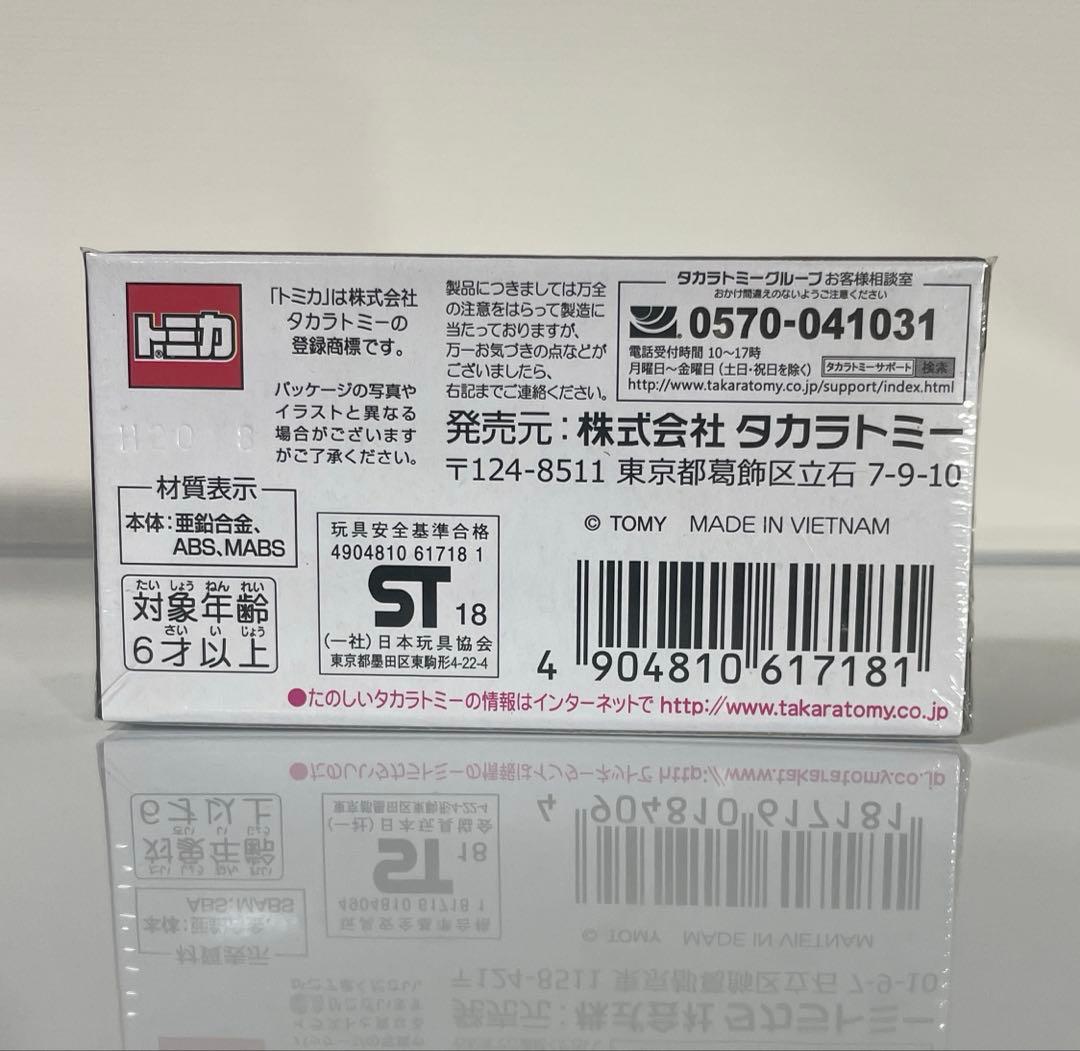 トミカ
「トミカ」は株式会社
タカラトミーの
登録商標です。
パッケージの写真や
イラストと異なる
場合がございます
がご了承ください。
製品につきましては万全
の注意をはらって製造に
当たっておりますが、
万一お気づきの点などが
ございましたら、
右記までご連絡ください。
タカラトミーグループ お客様相談室
おかけ間違えのないようご注意ください
0570-041031
電話受付時間 10〜17時
月曜日〜金曜日（土日・祝日を除く） タカラトミーサポート 検索
http://www.takaratomy.co.jp/support/index.html
発売元：株式会社 タカラトミー
〒124-8511 東京都葛飾区立石 7-9-10
材質表示
本体：亜鉛合金、
ABS、MABS
たい しょう ねん れい
対象年齢
さい い じょう
6才以上
玩具安全基準合格
4904810 61718 1
ST 18
（一社）日本玩具協会
東京都墨田区東駒形4-22-4
© TOMY MADE IN VIETNAM
4 904810 617181
●たのしいタカラトミーの情報はインターネットで http://www.takaratomy.co.jp